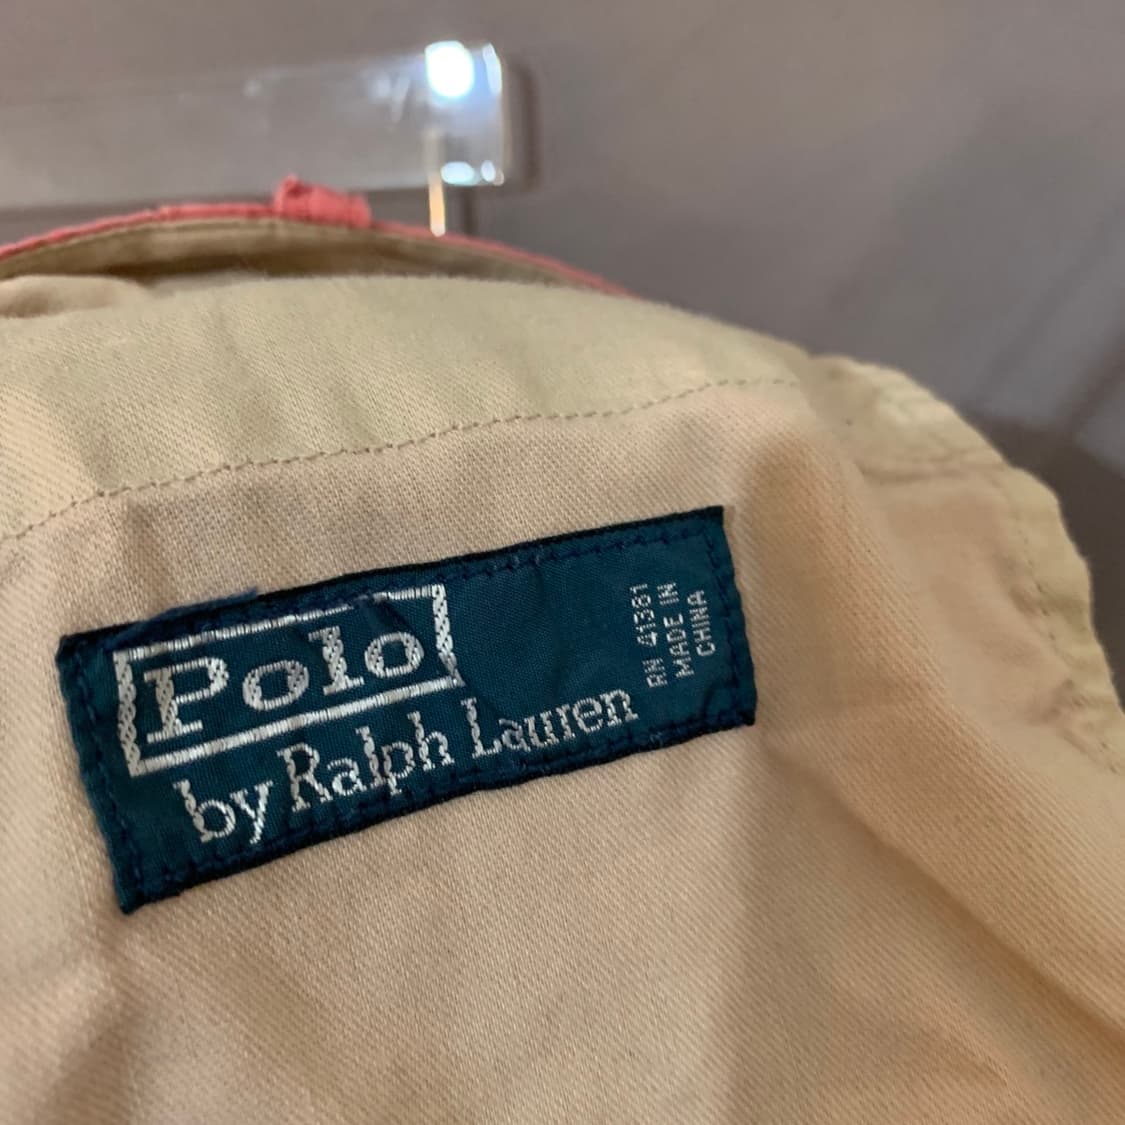 Polo
by Ralph Lauren
RN 41381
MADE IN
CHINA